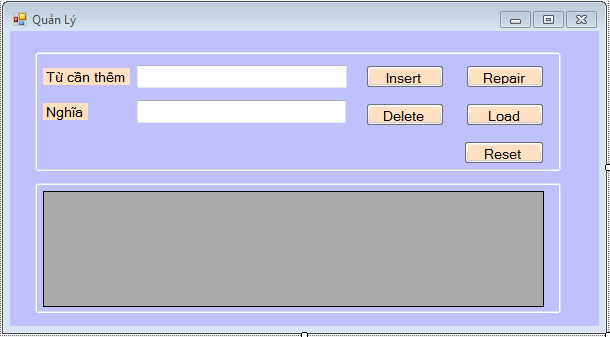 Quản Lý
Từ cần thêm Insert Repair
Nghĩa Delete Load
Reset